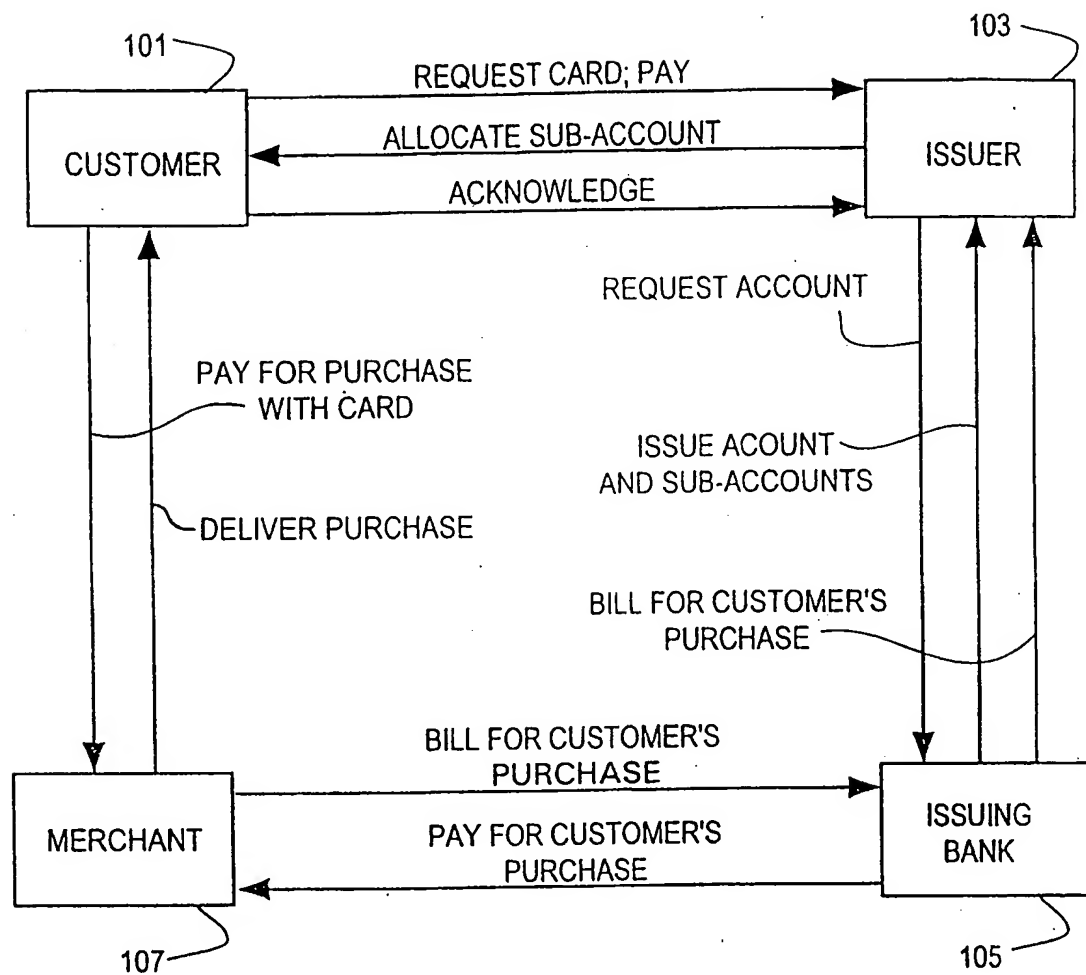 101
103
REQUEST CARD; PAY
CUSTOMER
ALLOCATE SUB-ACCOUNT
ISSUER
ACKNOWLEDGE
REQUEST ACCOUNT
PAY FOR PURCHASE
WITH CARD
ISSUE ACOUNT
AND SUB-ACCOUNTS
DELIVER PURCHASE
BILL FOR CUSTOMER'S
PURCHASE
BILL FOR CUSTOMER'S
PURCHASE
MERCHANT
ISSUING
BANK
PAY FOR CUSTOMER'S
PURCHASE
107
105